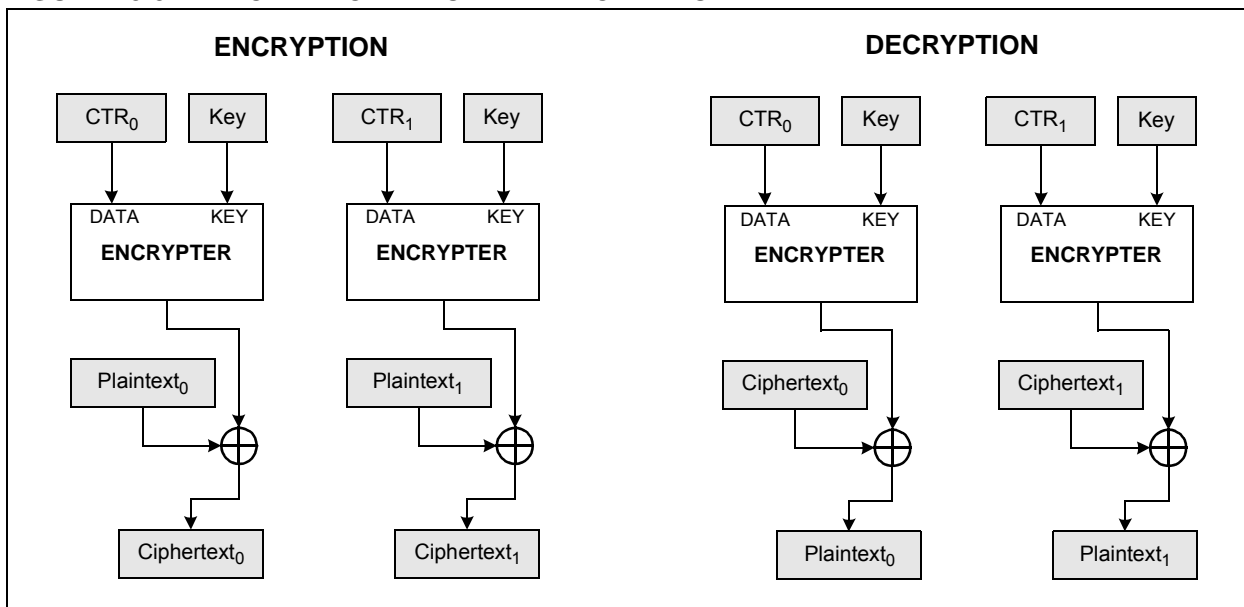 ENCRYPTION
DECRYPTION
CTR0 Key CTR1 Key
CTR0 Key CTR1 Key
DATA KEY DATA KEY
DATA KEY DATA KEY
ENCRYPTER ENCRYPTER
ENCRYPTER ENCRYPTER
Plaintext0 Plaintext1
Ciphertext0 Ciphertext1
Ciphertext0 Ciphertext1
Plaintext0 Plaintext1